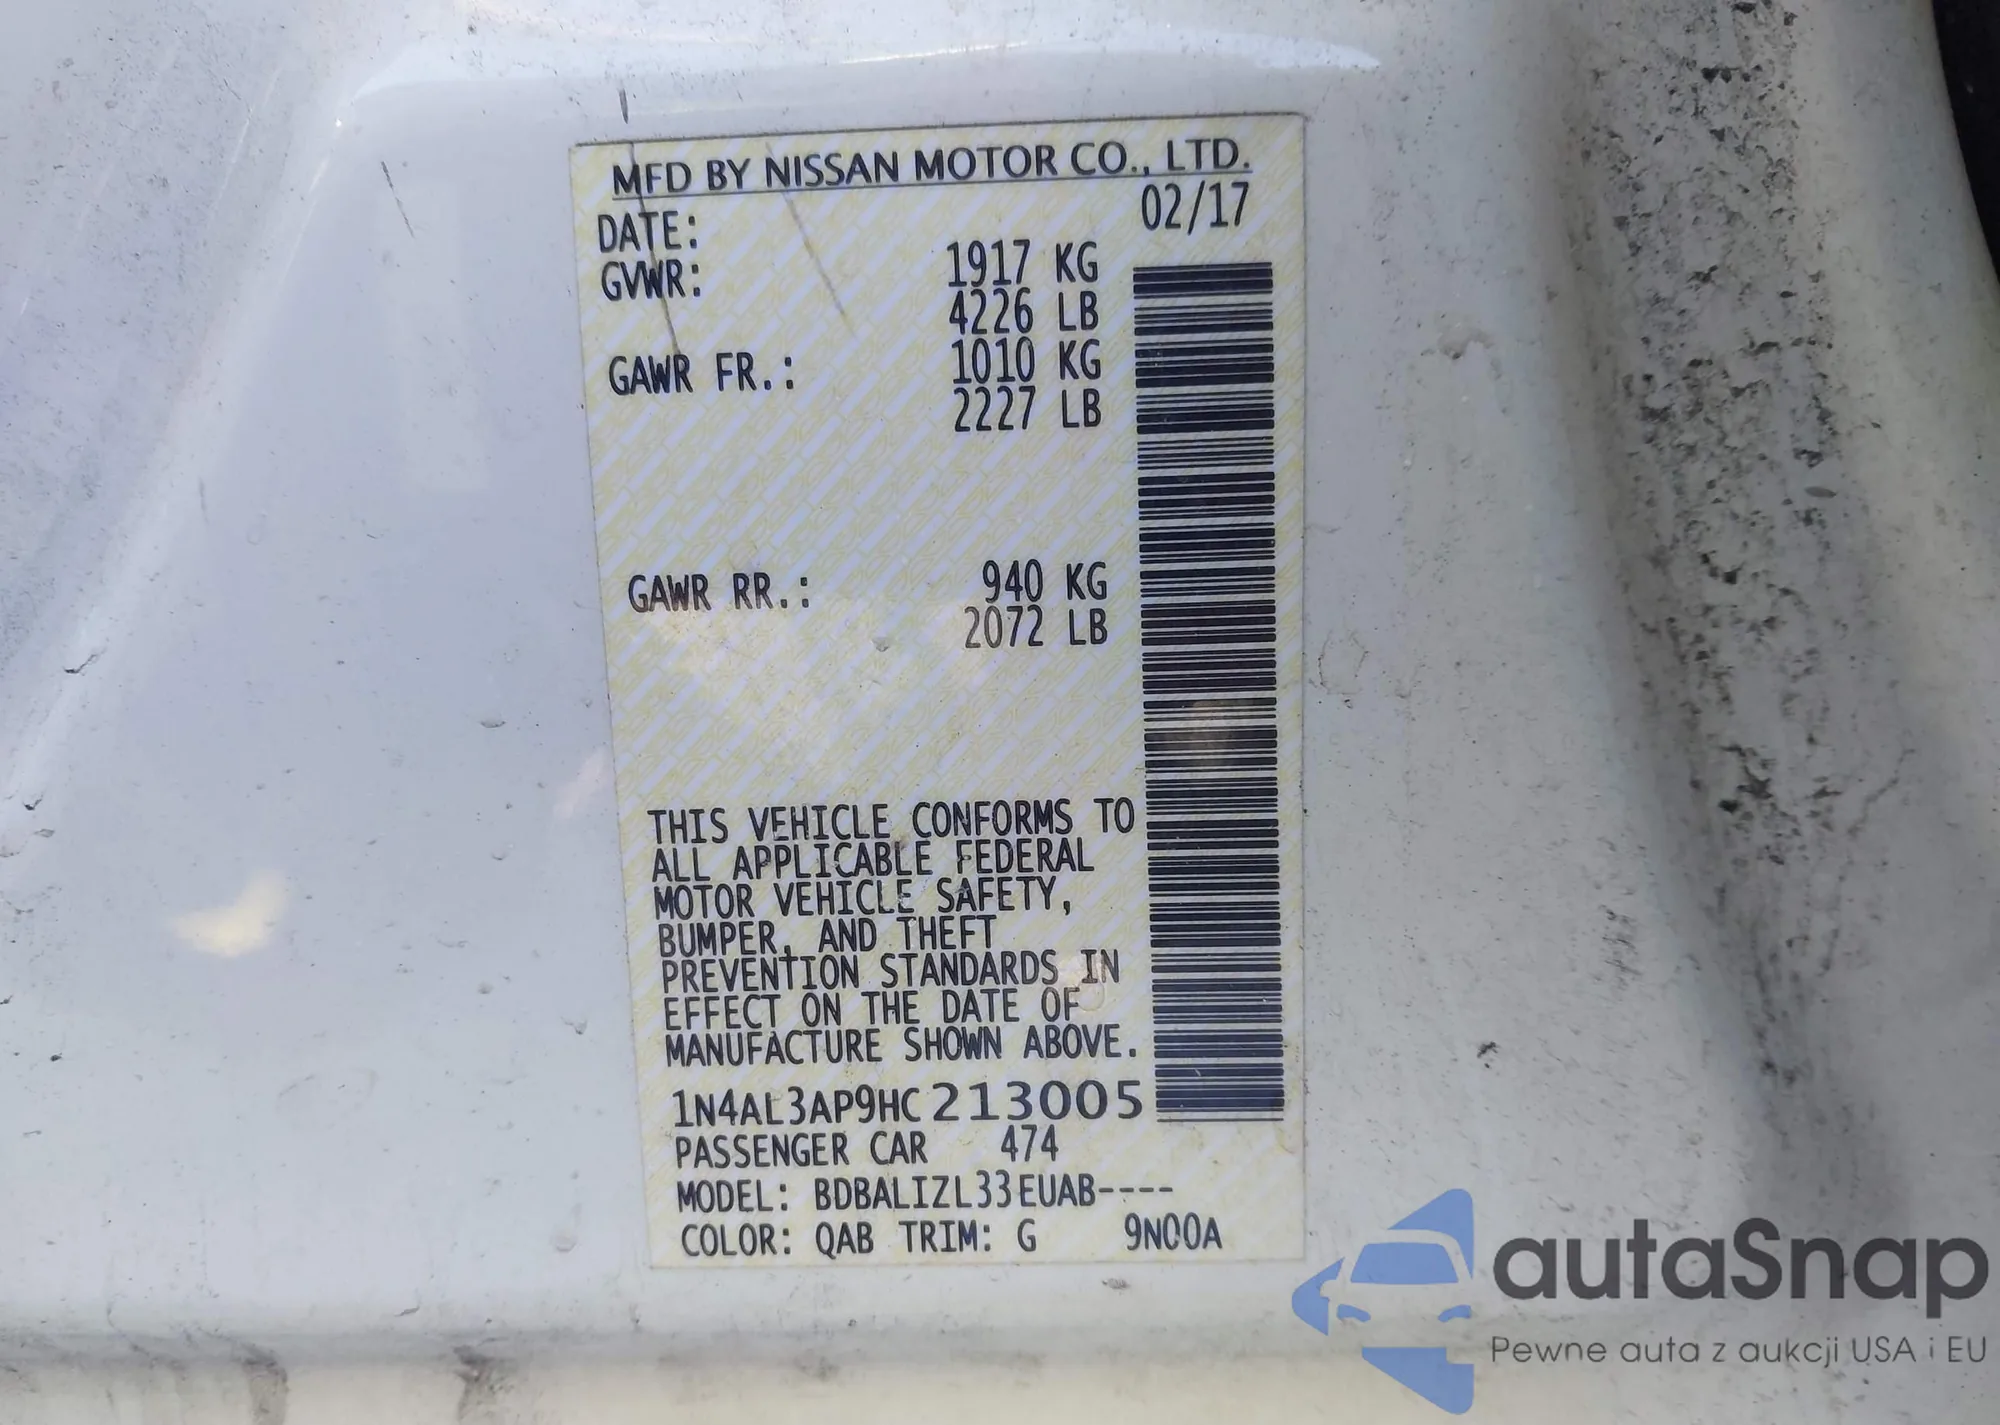 MFD BY NISSAN MOTOR CO., LTD.
DATE: 02/17
GVWR: 1917 KG
4226 LB
GAWR FR.: 1010 KG
2227 LB
GAWR RR.: 940 KG
2072 LB
THIS VEHICLE CONFORMS TO
ALL APPLICABLE FEDERAL
MOTOR VEHICLE SAFETY,
BUMPER, AND THEFT
PREVENTION STANDARDS IN
EFFECT ON THE DATE OF
MANUFACTURE SHOWN ABOVE.
1N4AL3AP9HC213005
PASSENGER CAR 474
MODEL: BDBALIZL33EUAB----
COLOR: QAB TRIM: G 9N00A
autaSnap
Pewne auta z aukcji USA i EU